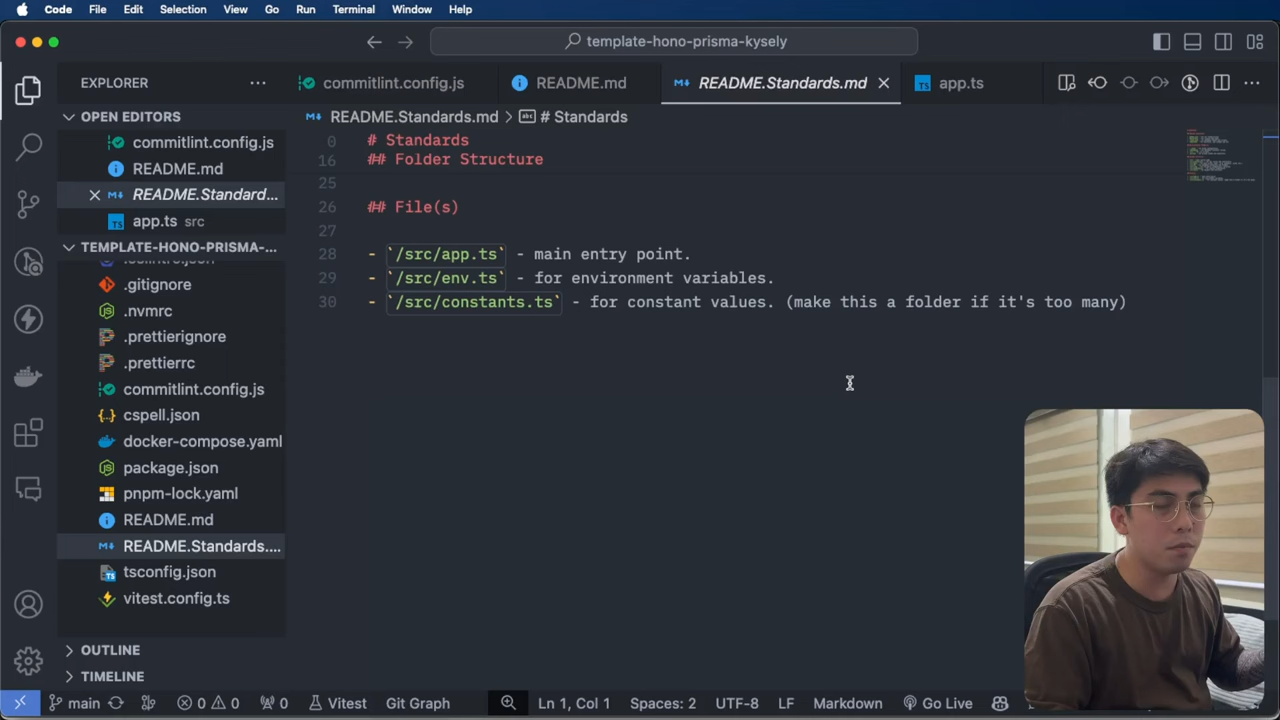 Code File Edit Selection View Go Run Terminal Window Help
template-hono-prisma-kysely
EXPLORER
commitlint.config.js
README.md
README.Standards.md
app.ts
OPEN EDITORS
commitlint.config.js
README.md
README.Standard...
app.ts src
TEMPLATE-HONO-PRISMA-...
.gitignore
.nvmrc
.prettierignore
.prettierrc
commitlint.config.js
cspell.json
docker-compose.yaml
package.json
pnpm-lock.yaml
README.md
README.Standards....
tsconfig.json
vitest.config.ts
OUTLINE
TIMELINE
README.Standards.md > # Standards
0 # Standards
16 ## Folder Structure
25
26 ## File(s)
27
28 - `/src/app.ts` - main entry point.
29 - `/src/env.ts` - for environment variables.
30 - `/src/constants.ts` - for constant values. (make this a folder if it's too many)
main 0 0 0 Vitest Git Graph Ln 1, Col 1 Spaces: 2 UTF-8 LF Markdown Go Live